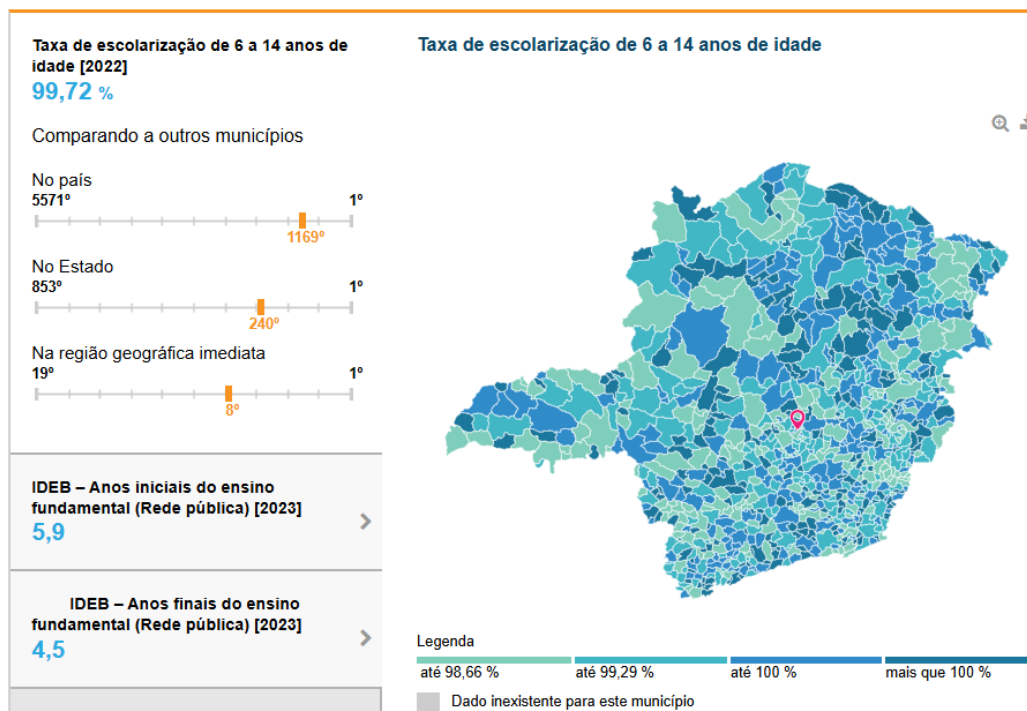 Taxa de escolarização de 6 a 14 anos de
idade [2022]
99,72 %
Comparando a outros municípios
No país
5571º 1º
1169º
No Estado
853º 1º
240º
Na região geográfica imediata
19º 1º
8º
IDEB – Anos iniciais do ensino
fundamental (Rede pública) [2023]
5,9
IDEB – Anos finais do ensino
fundamental (Rede pública) [2023]
4,5
Taxa de escolarização de 6 a 14 anos de idade
Legenda
até 98,66 % até 99,29 % até 100 % mais que 100 %
Dado inexistente para este município